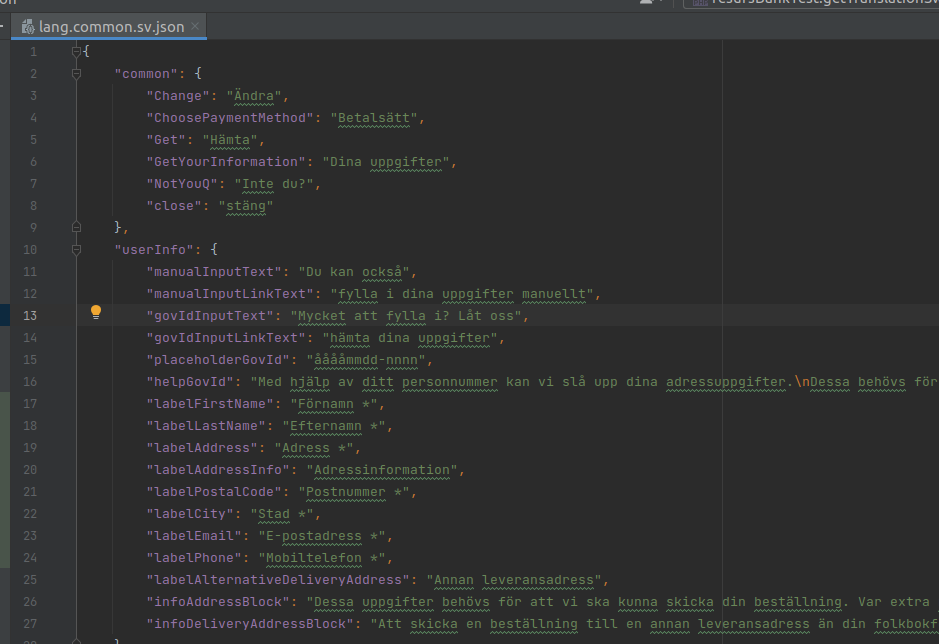 lang.common.sv.json
1 {
2 "common": {
3 "Change": "Ändra",
4 "ChoosePaymentMethod": "Betalsätt",
5 "Get": "Hämta",
6 "GetYourInformation": "Dina uppgifter",
7 "NotYouQ": "Inte du?",
8 "close": "stäng"
9 },
10 "userInfo": {
11 "manualInputText": "Du kan också",
12 "manualInputLinkText": "fylla i dina uppgifter manuellt",
13 "govIdInputText": "Mycket att fylla i? Låt oss",
14 "govIdInputLinkText": "hämta dina uppgifter",
15 "placeholderGovId": "ååååmmdd-nnnn",
16 "helpGovId": "Med hjälp av ditt personnummer kan vi slå upp dina adressuppgifter.\nDessa behövs för
17 "labelFirstName": "Förnamn *",
18 "labelLastName": "Efternamn *",
19 "labelAddress": "Adress *",
20 "labelAddressInfo": "Adressinformation",
21 "labelPostalCode": "Postnummer *",
22 "labelCity": "Stad *",
23 "labelEmail": "E-postadress *",
24 "labelPhone": "Mobiltelefon *",
25 "labelAlternativeDeliveryAddress": "Annan leveransadress",
26 "infoAddressBlock": "Dessa uppgifter behövs för att vi ska kunna skicka din beställning. Var extra
27 "infoDeliveryAddressBlock": "Att skicka en beställning till en annan leveransadress än din folkbokf